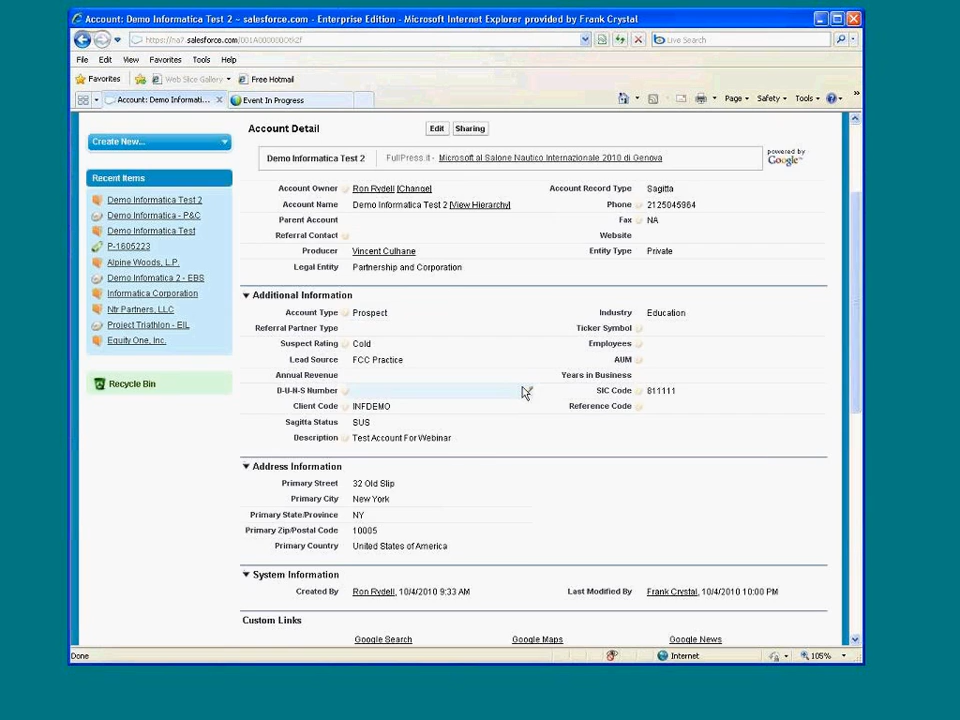 Account: Demo Informatica Test 2 ~ salesforce.com - Enterprise Edition - Microsoft Internet Explorer provided by Frank Crystal
Live Search
File Edit View Favorites Tools Help
Favorites Web Slice Gallery Free Hotmail
Account: Demo Informati... Event In Progress Page Safety Tools
Create New...
Recent Items
Demo Informatica Test 2
Demo Informatica - P&C
Demo Informatica Test
P-1605223
Alpine Woods, L.P.
Demo Infomatica 2 - EBS
Informatica Corporation
Ntr Partners, LLC
Project Triathlon - EIL
Equity One, Inc.
Recycle Bin
Account Detail Edit Sharing
Demo Informatica Test 2 FullPress.it - Microsoft al Salone Nautico Internazionale 2010 di Genova powered by Google
Account Owner Ron Rydell [Change] Account Record Type Sagitta
Account Name Demo Informatica Test 2 [View Hierarchy] Phone 2125045964
Parent Account Fax NA
Referral Contact Website
Producer Vincent Culhane Entity Type Private
Legal Entity Partnership and Corporation
Additional Information
Account Type Prospect Industry Education
Referral Partner Type Ticker Symbol
Suspect Rating Cold Employees
Lead Source FCC Practice AUM
Annual Revenue Years in Business
D-U-N-S Number SIC Code 811111
Client Code INFDEMO Reference Code
Sagitta Status SUS
Description Test Account For Webinar
Address Information
Primary Street 32 Old Slip
Primary City New York
Primary State/Province NY
Primary Zip/Postal Code 10005
Primary Country United States of America
System Information
Created By Ron Rydell, 10/4/2010 9:33 AM Last Modified By Frank Crystal, 10/4/2010 10:00 PM
Custom Links
Google Search Google Maps Google News
Done Internet 105%